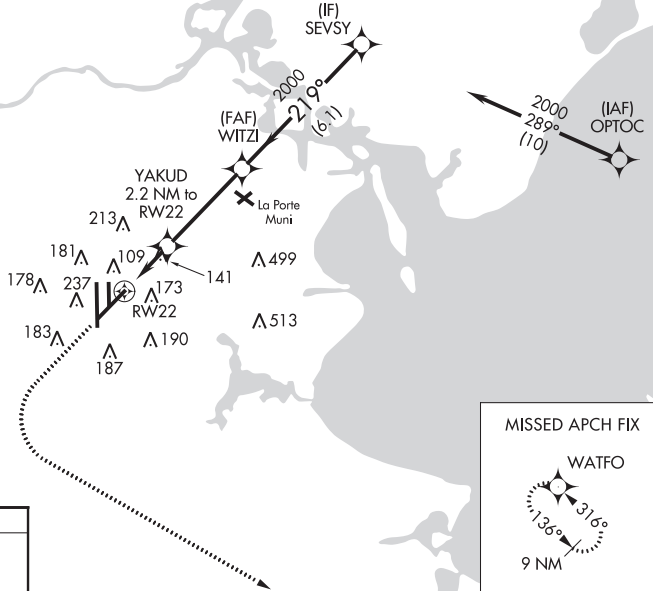 (IF)
SEVSY
2000
219°
(6.1)
2000
289°
(10)
(IAF)
OPTOC
(FAF)
WITZI
YAKUD
2.2 NM to
RW22
La Porte
Muni
213
181
109
141
499
178
237
173
RW22
183
190
513
187
MISSED APCH FIX
WATFO
136°
316°
9 NM